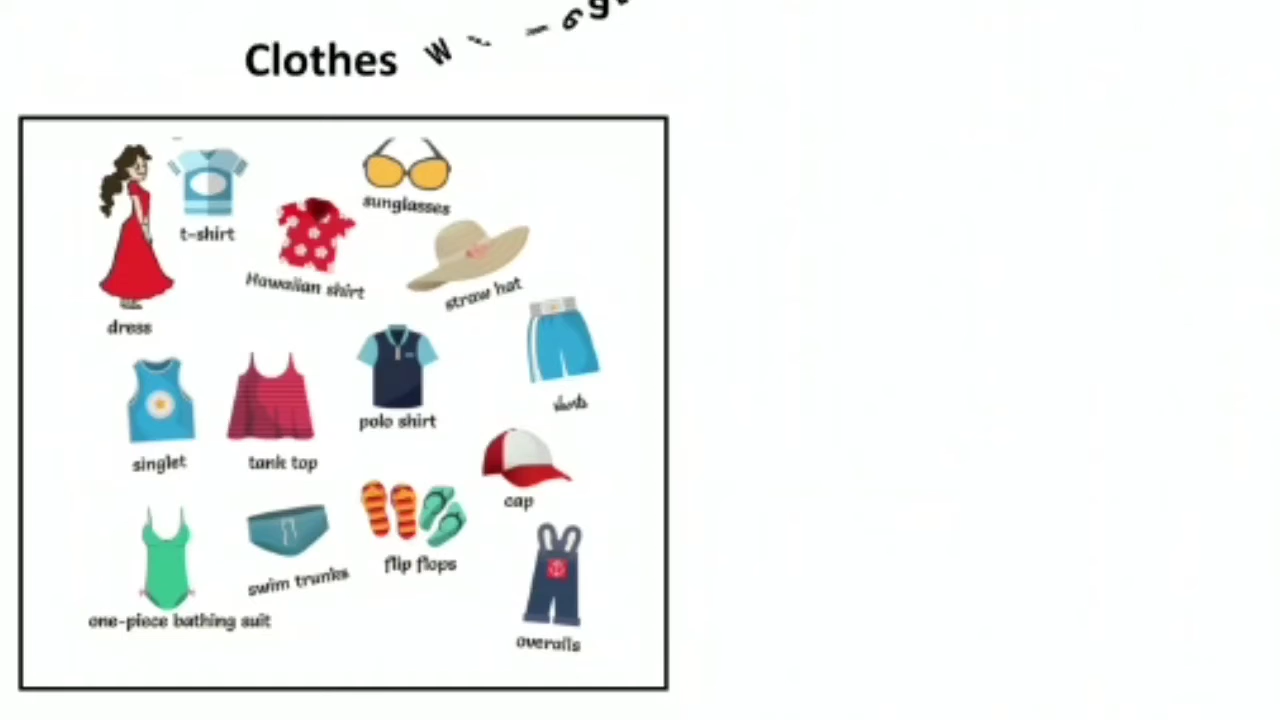 Clothes
sunglasses
t-shirt
Hawaiian shirt
straw hat
dress
shorts
polo shirt
singlet
tank top
cap
flip flops
swim trunks
one-piece bathing suit
overalls